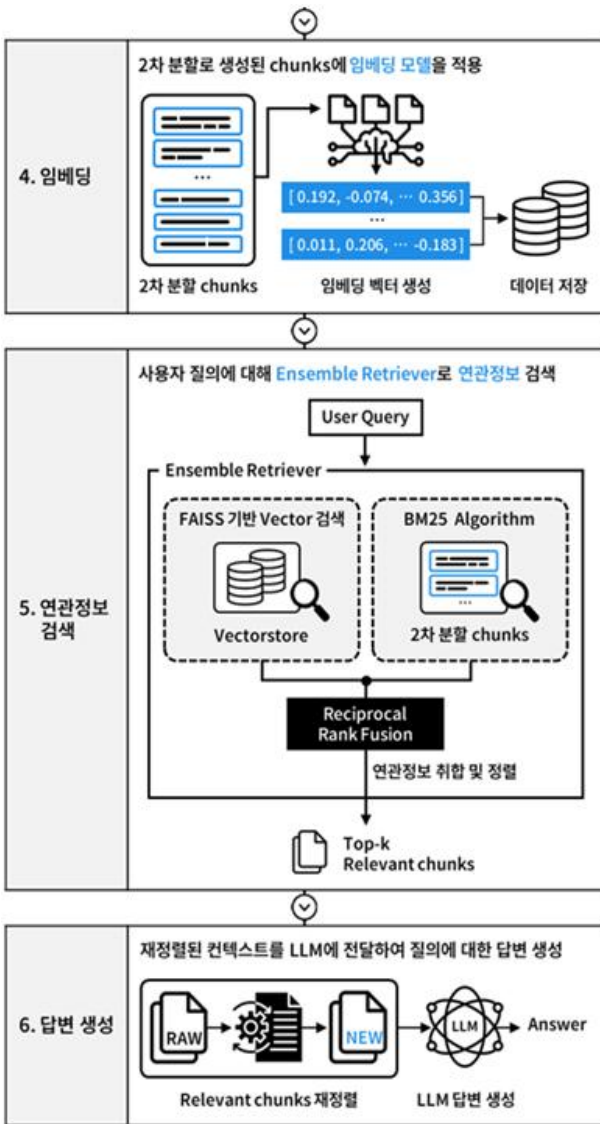 2차 분할로 생성된 chunks에 임베딩 모델을 적용
4. 임베딩
...
[ 0.192, -0.074, ··· 0.356 ]
...
[ 0.011, 0.206, ··· -0.183 ]
2차 분할 chunks
임베딩 벡터 생성
데이터 저장
사용자 질의에 대해 Ensemble Retriever로 연관정보 검색
User Query
Ensemble Retriever
FAISS 기반 Vector 검색
BM25 Algorithm
...
Vectorstore
2차 분할 chunks
5. 연관정보
검색
Reciprocal
Rank Fusion
연관정보 취합 및 정렬
Top-k
Relevant chunks
재정렬된 컨텍스트를 LLM에 전달하여 질의에 대한 답변 생성
6. 답변 생성
RAW
NEW
LLM
Answer
Relevant chunks 재정렬
LLM 답변 생성